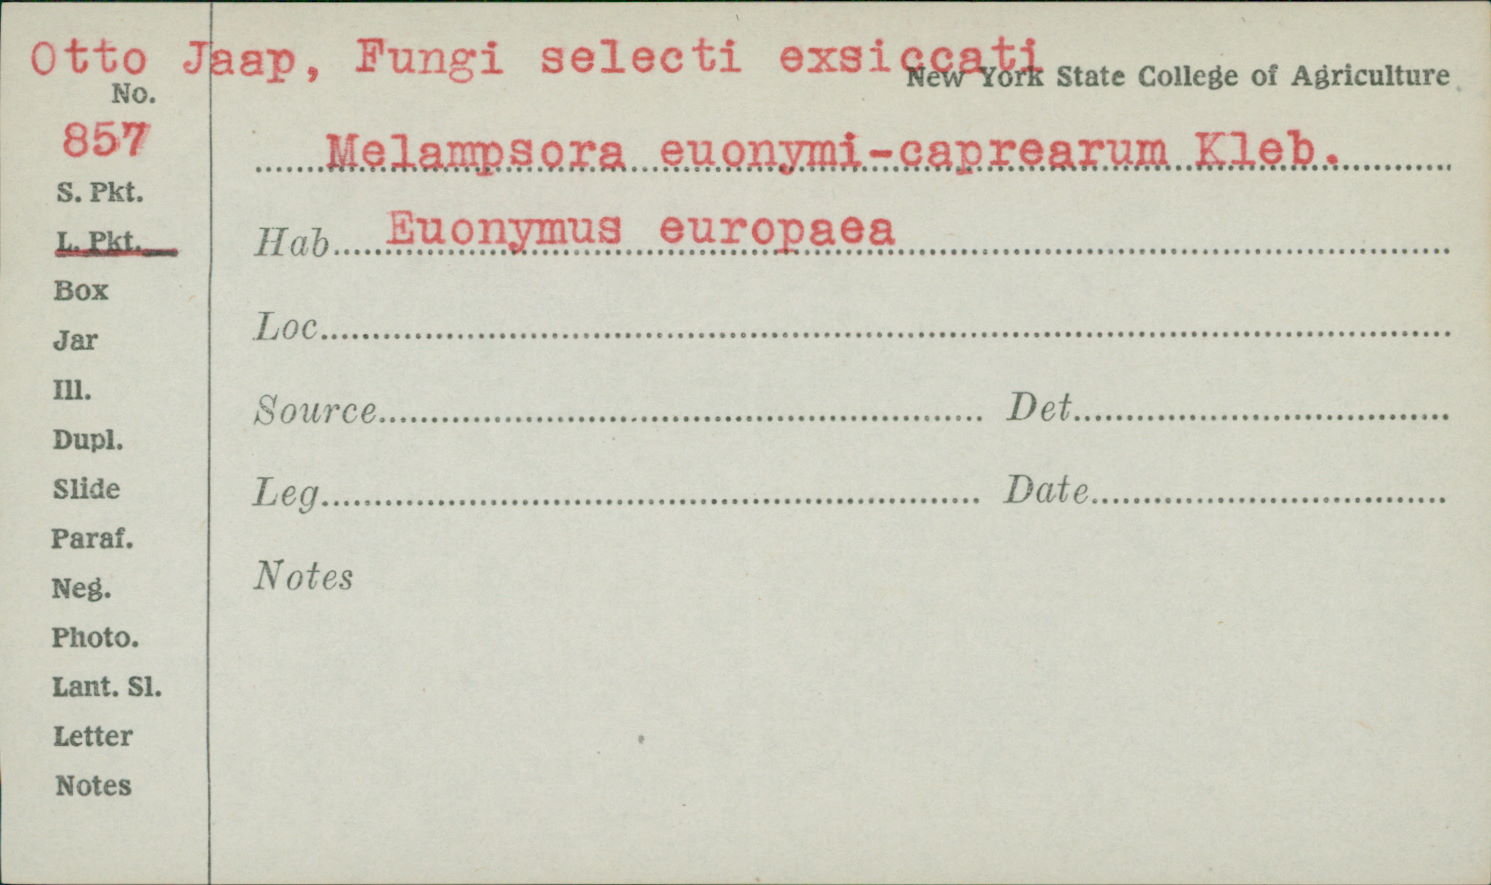 Otto Jaap, Fungi selecti exsiccati
New York State College of Agriculture
No.
857
Melampsora euonymi-caprearum Kleb.
S. Pkt.
L. Pkt.
Hab. Euonymus europaea
Box
Loc.
Jar
Ill.
Source Det.
Dupl.
Slide
Leg. Date
Paraf.
Notes
Neg.
Photo.
Lant. Sl.
Letter
Notes